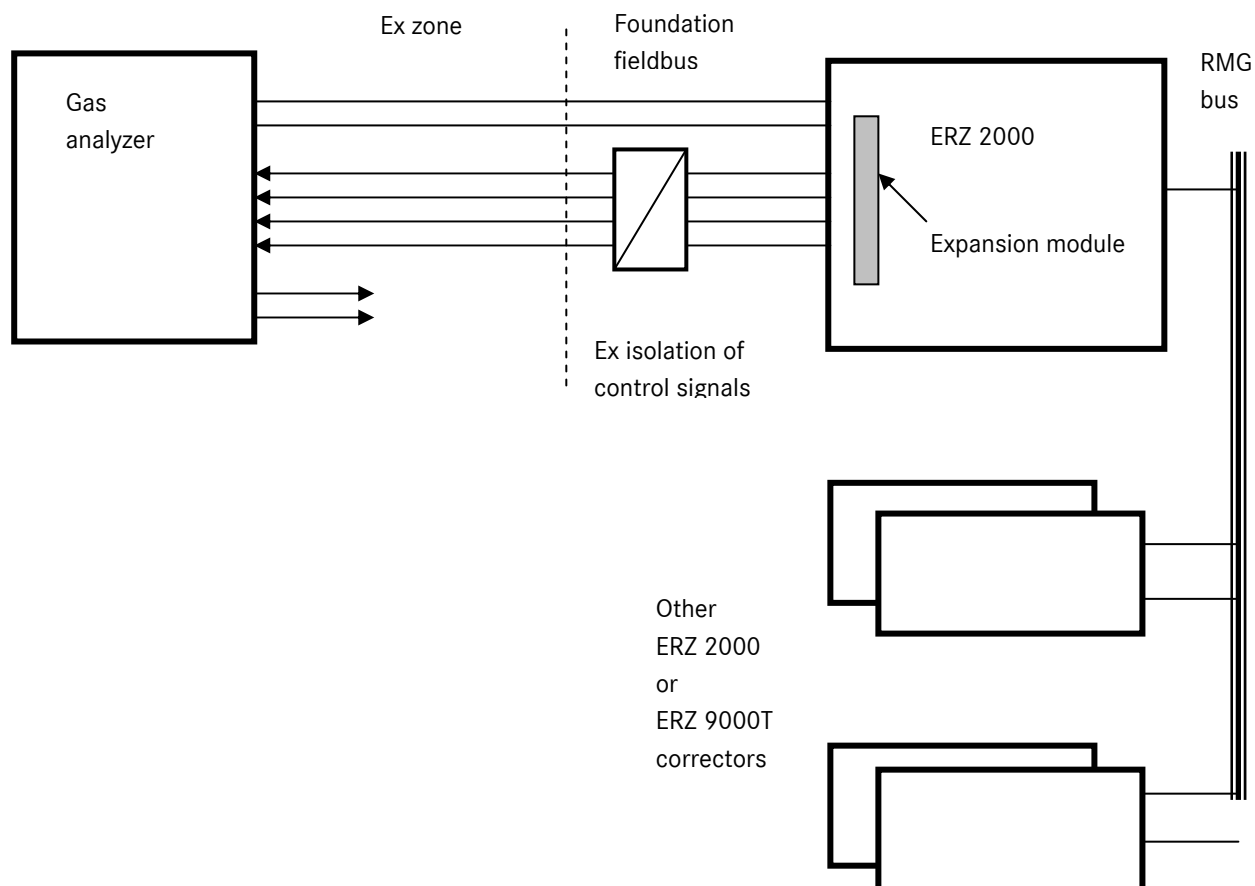 Ex zone
Foundation
fieldbus
RMG
bus
Gas
analyzer
ERZ 2000
Expansion module
Ex isolation of
control signals
Other
ERZ 2000
or
ERZ 9000T
correctors